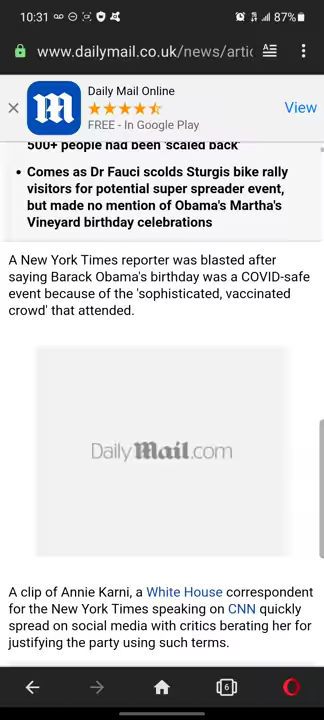 10:31
87%
www.dailymail.co.uk/news/artic
Daily Mail Online
FREE - In Google Play
View
500+ people had been 'scaled back'
• Comes as Dr Fauci scolds Sturgis bike rally
visitors for potential super spreader event,
but made no mention of Obama's Martha's
Vineyard birthday celebrations
A New York Times reporter was blasted after
saying Barack Obama's birthday was a COVID-safe
event because of the 'sophisticated, vaccinated
crowd' that attended.
DailyMail.com
A clip of Annie Karni, a White House correspondent
for the New York Times speaking on CNN quickly
spread on social media with critics berating her for
justifying the party using such terms.
6